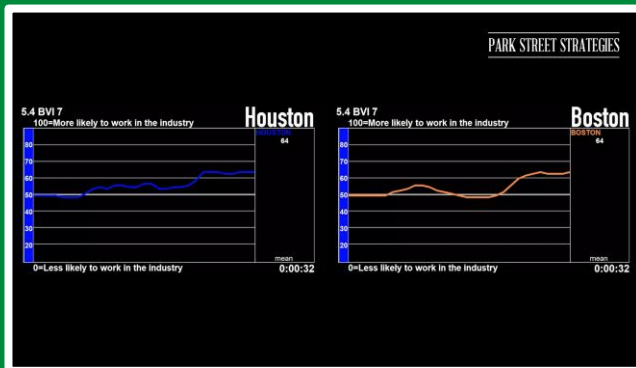 PARK STREET STRATEGIES
5.4 BVI 7
Houston
100=More likely to work in the industry
HOUSTON
64
80
70
60
50
40
30
20
mean
0=Less likely to work in the industry
0:00:32
5.4 BVI 7
Boston
100=More likely to work in the industry
BOSTON
64
80
70
60
50
40
30
20
mean
0=Less likely to work in the industry
0:00:32